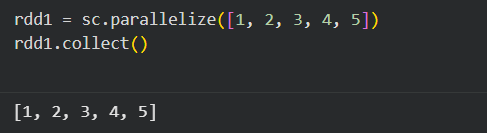 rdd1 = sc.parallelize([1, 2, 3, 4, 5])
rdd1.collect()
[1, 2, 3, 4, 5]